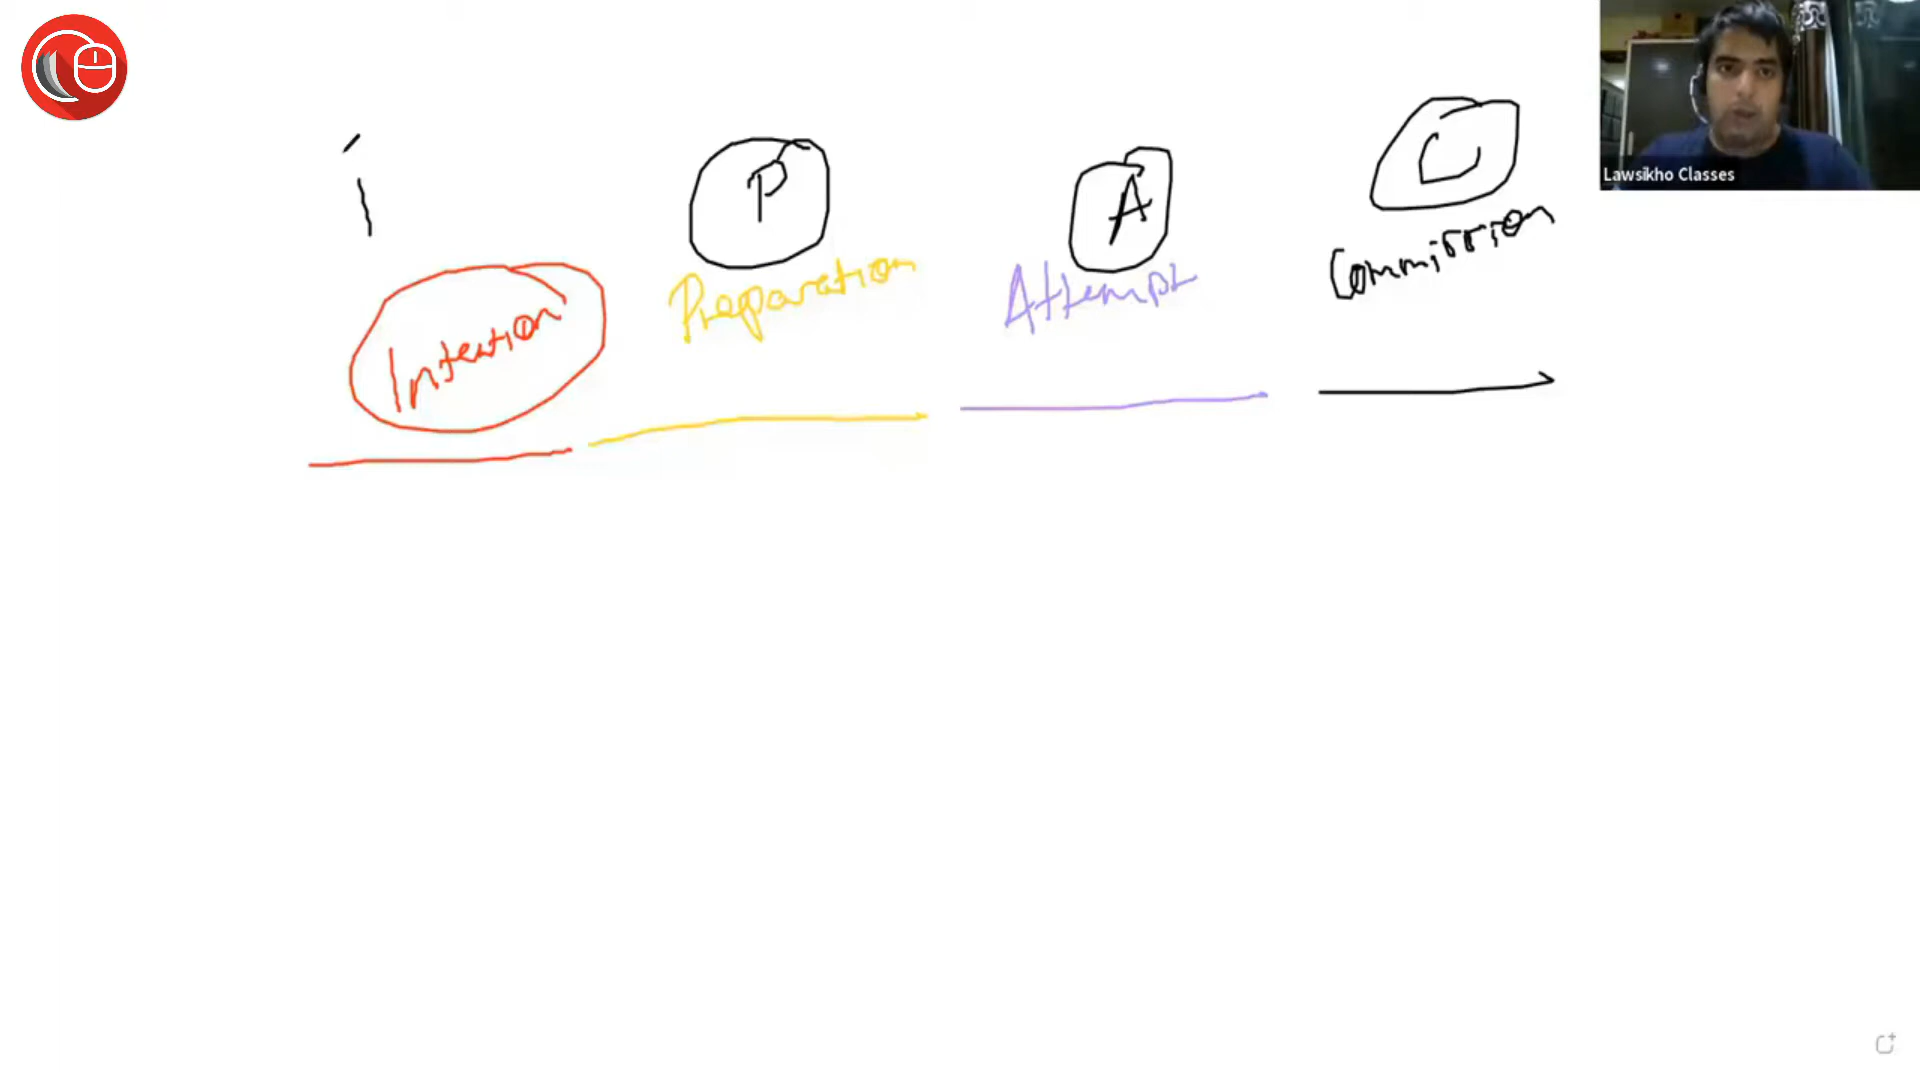 i
P
A
C
Intention
Preparation
Attempt
Commission
Lawsikho Classes